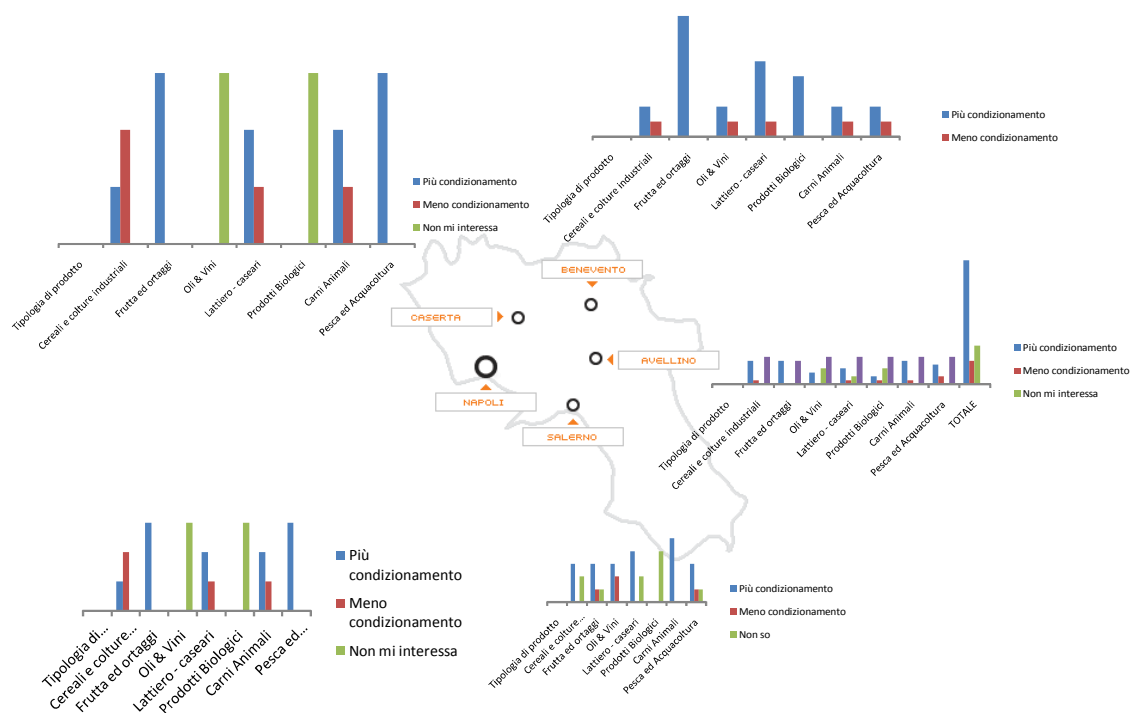 Più condizionamento
Meno condizionamento
Non mi interessa
Tipologia di prodotto
Cereali e colture industriali
Frutta ed ortaggi
Oli & Vini
Lattiero - caseari
Prodotti Biologici
Carni Animali
Pesca ed Acquacoltura
Più condizionamento
Meno condizionamento
Tipologia di prodotto
Cereali e colture industriali
Frutta ed ortaggi
Oli & Vini
Lattiero - caseari
Prodotti Biologici
Carni Animali
Pesca ed Acquacoltura
BENEVENTO
CASERTA
AVELLINO
NAPOLI
SALERNO
Più condizionamento
Meno condizionamento
Non mi interessa
Tipologia di prodotto
Cereali e colture industriali
Frutta ed ortaggi
Oli & Vini
Lattiero - caseari
Prodotti Biologici
Carni Animali
Pesca ed Acquacoltura
TOTALE
Più
condizionamento
Meno
condizionamento
Non mi interessa
Tipologia di...
Cereali e colture...
Frutta ed ortaggi
Oli & Vini
Lattiero - caseari
Prodotti Biologici
Carni Animali
Pesca ed...
Più condizionamento
Meno condizionamento
Non so
Tipologia di prodotto
Cereali e colture...
Frutta ed ortaggi
Oli & Vini
Lattiero - caseari
Prodotti Biologici
Carni Animali
Pesca ed Acquacoltura